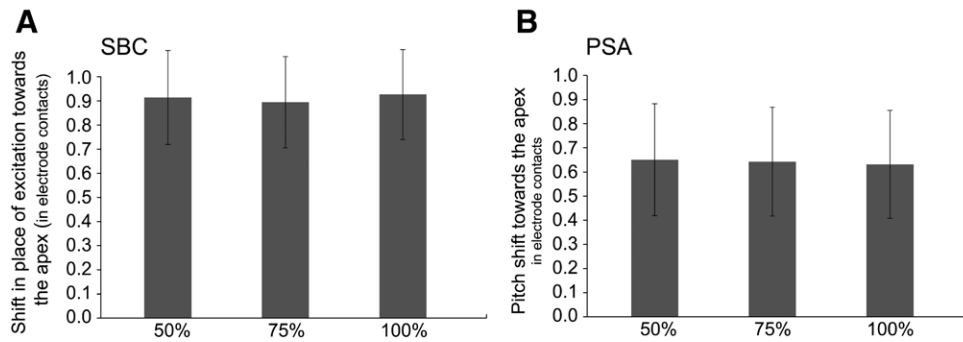 A
SBC
Shift in place of excitation towards
the apex (in electrode contacts)
1.0
0.9
0.8
0.7
0.6
0.5
0.4
0.3
0.2
0.1
0.0
50% 75% 100%
B
PSA
Pitch shift towards the apex
in electrode contacts
1.0
0.9
0.8
0.7
0.6
0.5
0.4
0.3
0.2
0.1
0.0
50% 75% 100%